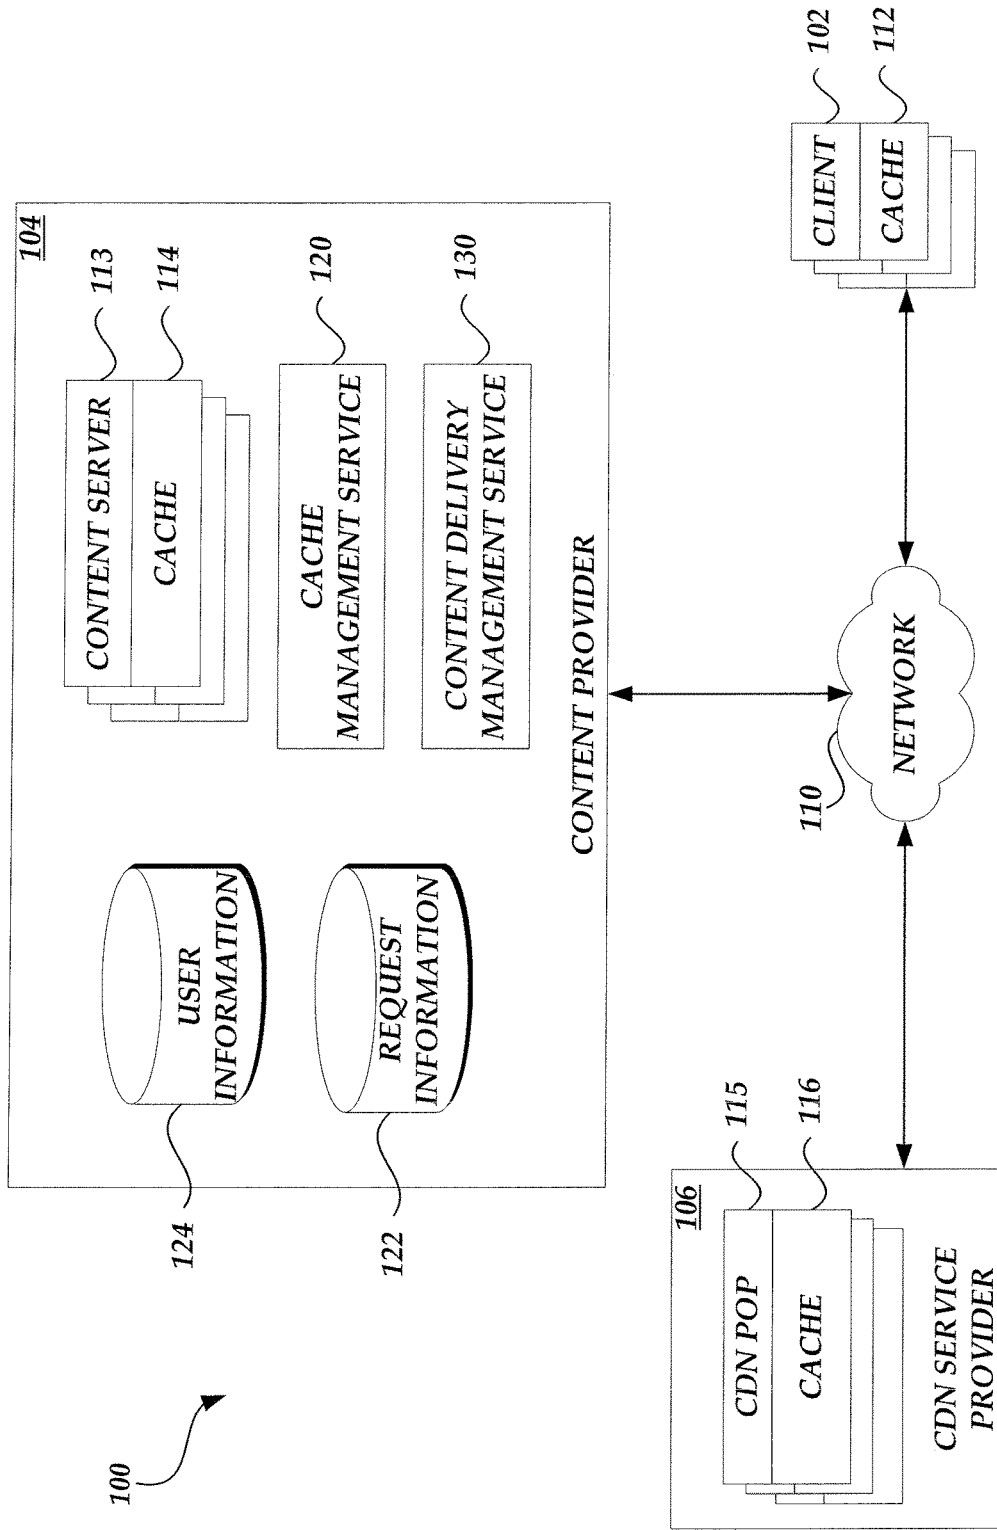 100
124
USER
INFORMATION
122
REQUEST
INFORMATION
104
CONTENT SERVER
113
CACHE
114
CACHE
MANAGEMENT SERVICE
120
CONTENT DELIVERY
MANAGEMENT SERVICE
130
CONTENT PROVIDER
106
CDN POP
115
CACHE
116
CDN SERVICE
PROVIDER
110
NETWORK
CLIENT
102
CACHE
112